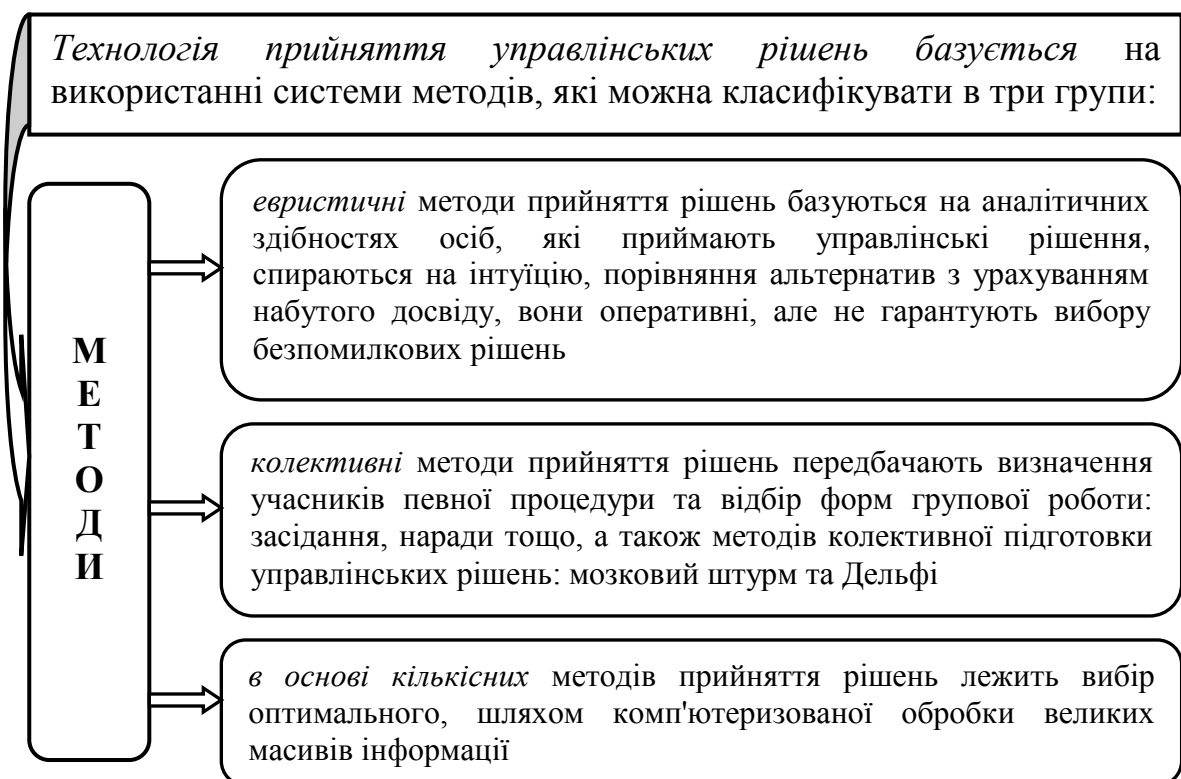 Технологія прийняття управлінських рішень базується на
використанні системи методів, які можна класифікувати в три групи:
М
Е
Т
О
Д
И
евристичні методи прийняття рішень базуються на аналітичних
здібностях осіб, які приймають управлінські рішення,
спираються на інтуїцію, порівняння альтернатив з урахуванням
набутого досвіду, вони оперативні, але не гарантують вибору
безпомилкових рішень
колективні методи прийняття рішень передбачають визначення
учасників певної процедури та відбір форм групової роботи:
засідання, наради тощо, а також методів колективної підготовки
управлінських рішень: мозковий штурм та Дельфі
в основі кількісних методів прийняття рішень лежить вибір
оптимального, шляхом комп'ютеризованої обробки великих
масивів інформації